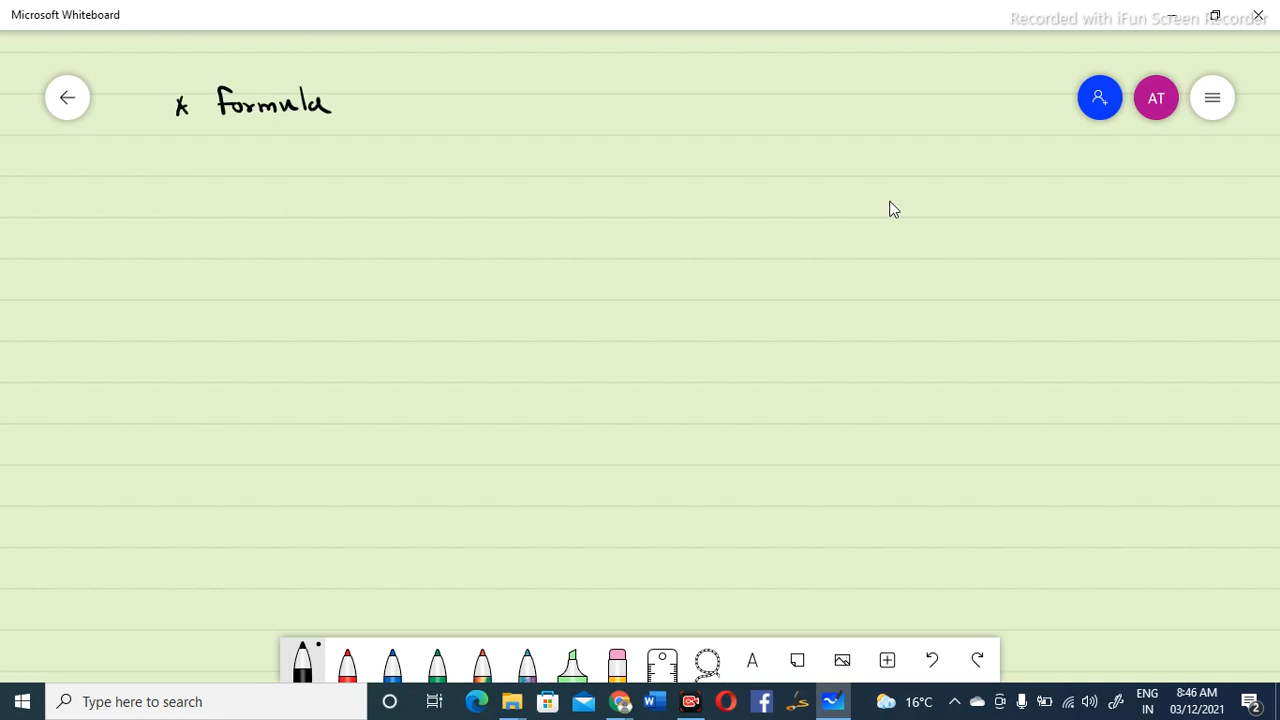 Microsoft Whiteboard
Recorded with iFun Screen Recorder
* Formula
AT
A
Type here to search
16°C
ENG
IN
8:46 AM
03/12/2021
2